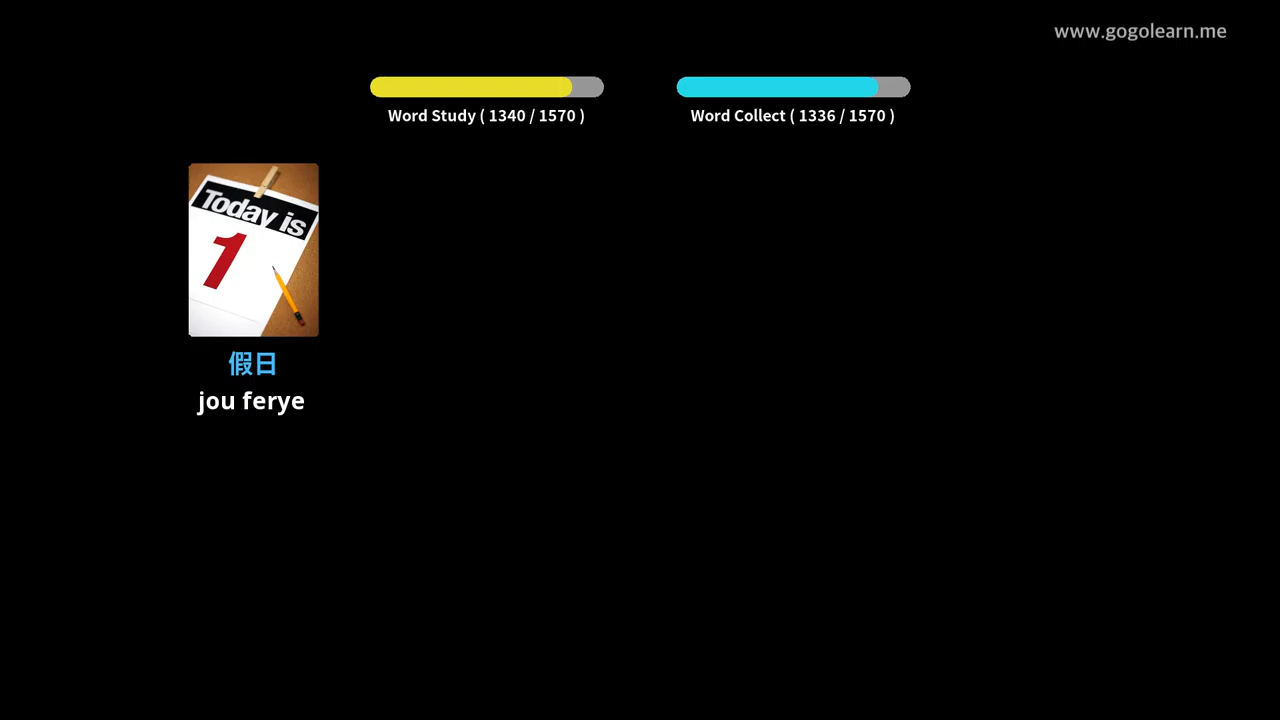 www.gogolearn.me
Word Study ( 1340 / 1570 )
Word Collect ( 1336 / 1570 )
Today is
1
假日
jou ferye